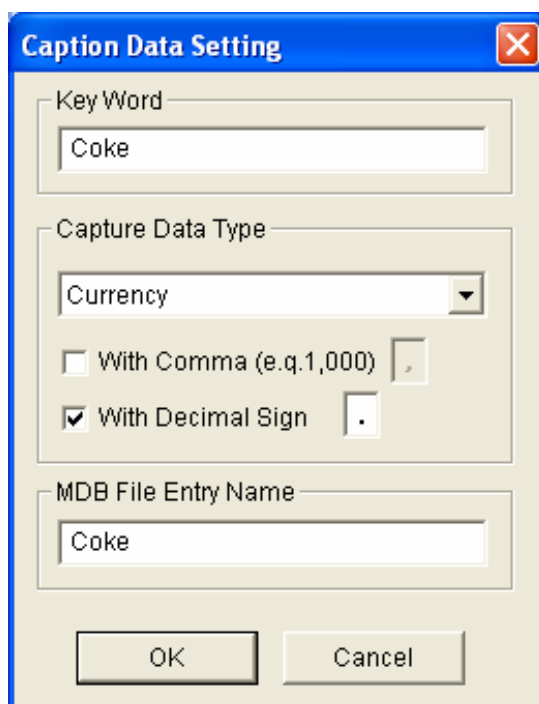 Caption Data Setting
Key Word
Coke
Capture Data Type
Currency
With Comma (e.q.1,000) ,
With Decimal Sign .
MDB File Entry Name
Coke
OK Cancel